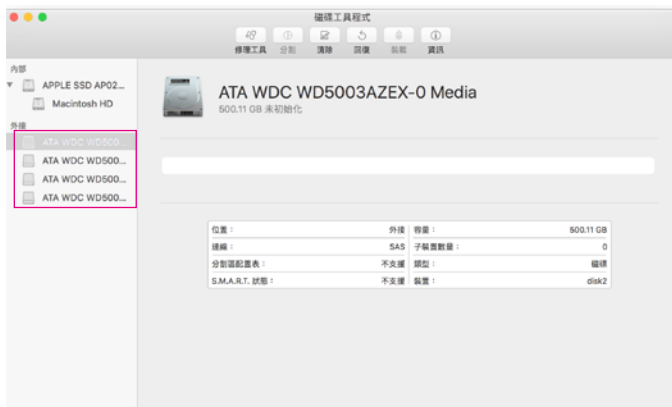 磁碟工具程式
修理工具 分割 清除 回復 裝載 資訊
內部
APPLE SSD AP02...
Macintosh HD
外接
ATA WDC WD500...
ATA WDC WD500...
ATA WDC WD500...
ATA WDC WD500...
ATA WDC WD5003AZEX-0 Media
500.11 GB 未初始化
位置： 外接 容量： 500.11 GB
連線： SAS 子裝置數量： 0
分割區配置表： 不支援 類型： 磁碟
S.M.A.R.T. 狀態： 不支援 裝置： disk2